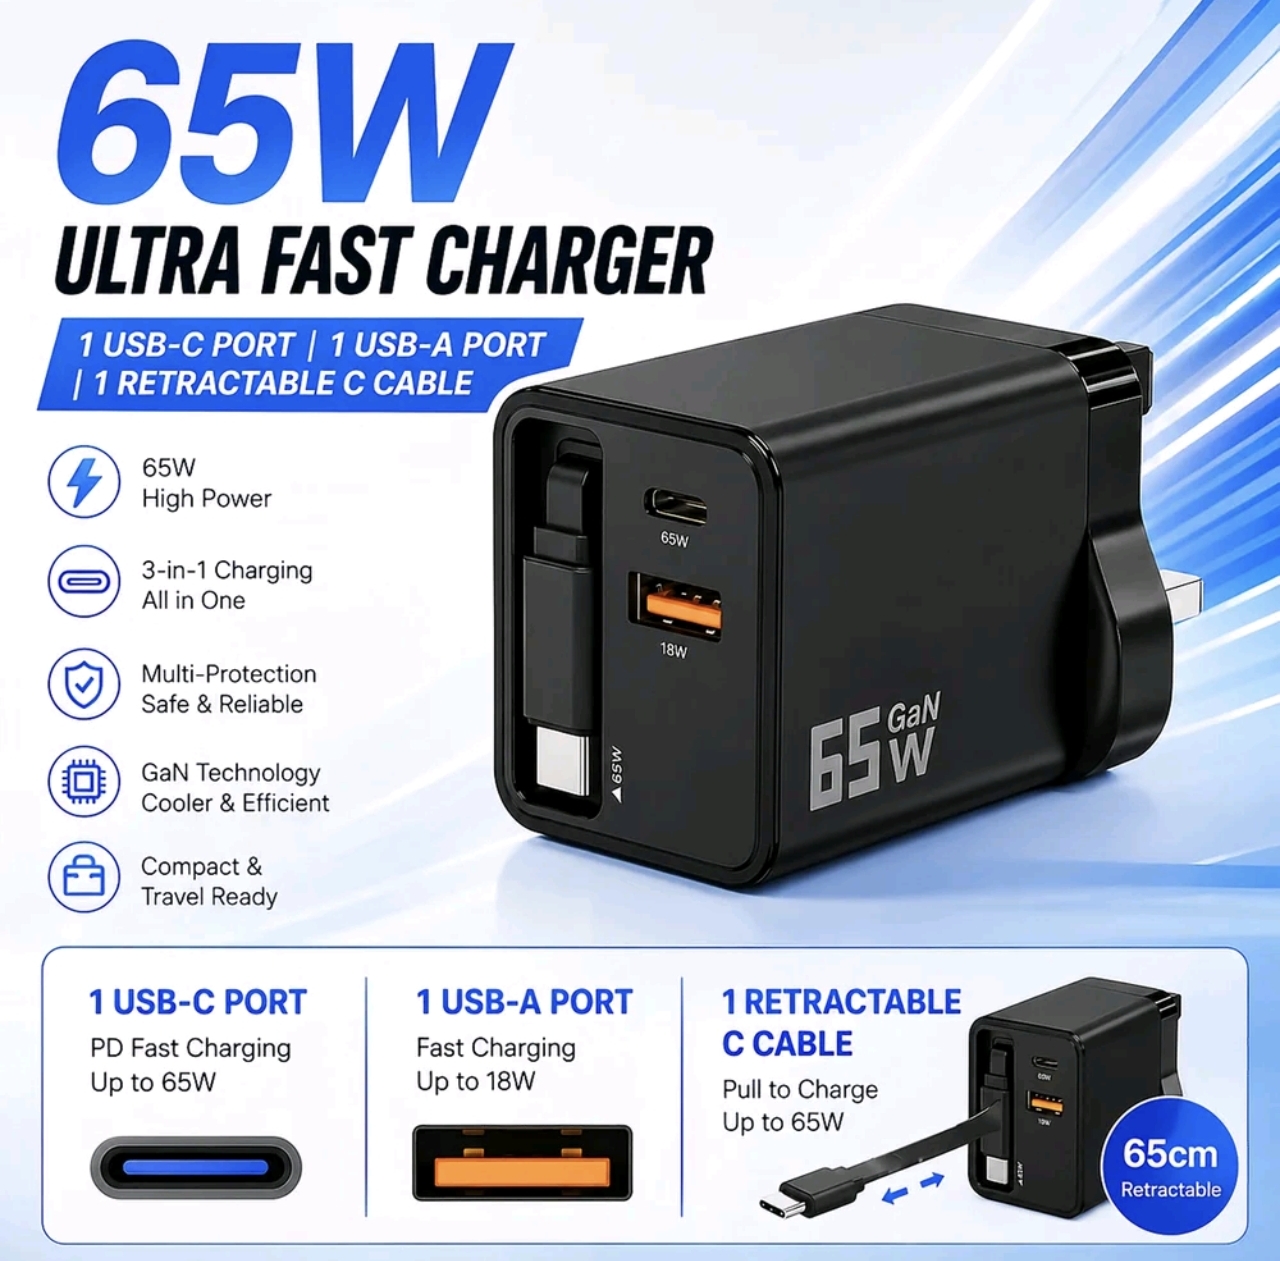 65W
ULTRA FAST CHARGER
1 USB-C PORT | 1 USB-A PORT
| 1 RETRACTABLE C CABLE
65W
High Power
3-in-1 Charging
All in One
Multi-Protection
Safe & Reliable
GaN Technology
Cooler & Efficient
Compact &
Travel Ready
65W
18W
▲65W
65 GaN
W
1 USB-C PORT
PD Fast Charging
Up to 65W
1 USB-A PORT
Fast Charging
Up to 18W
1 RETRACTABLE
C CABLE
Pull to Charge
Up to 65W
65cm
Retractable